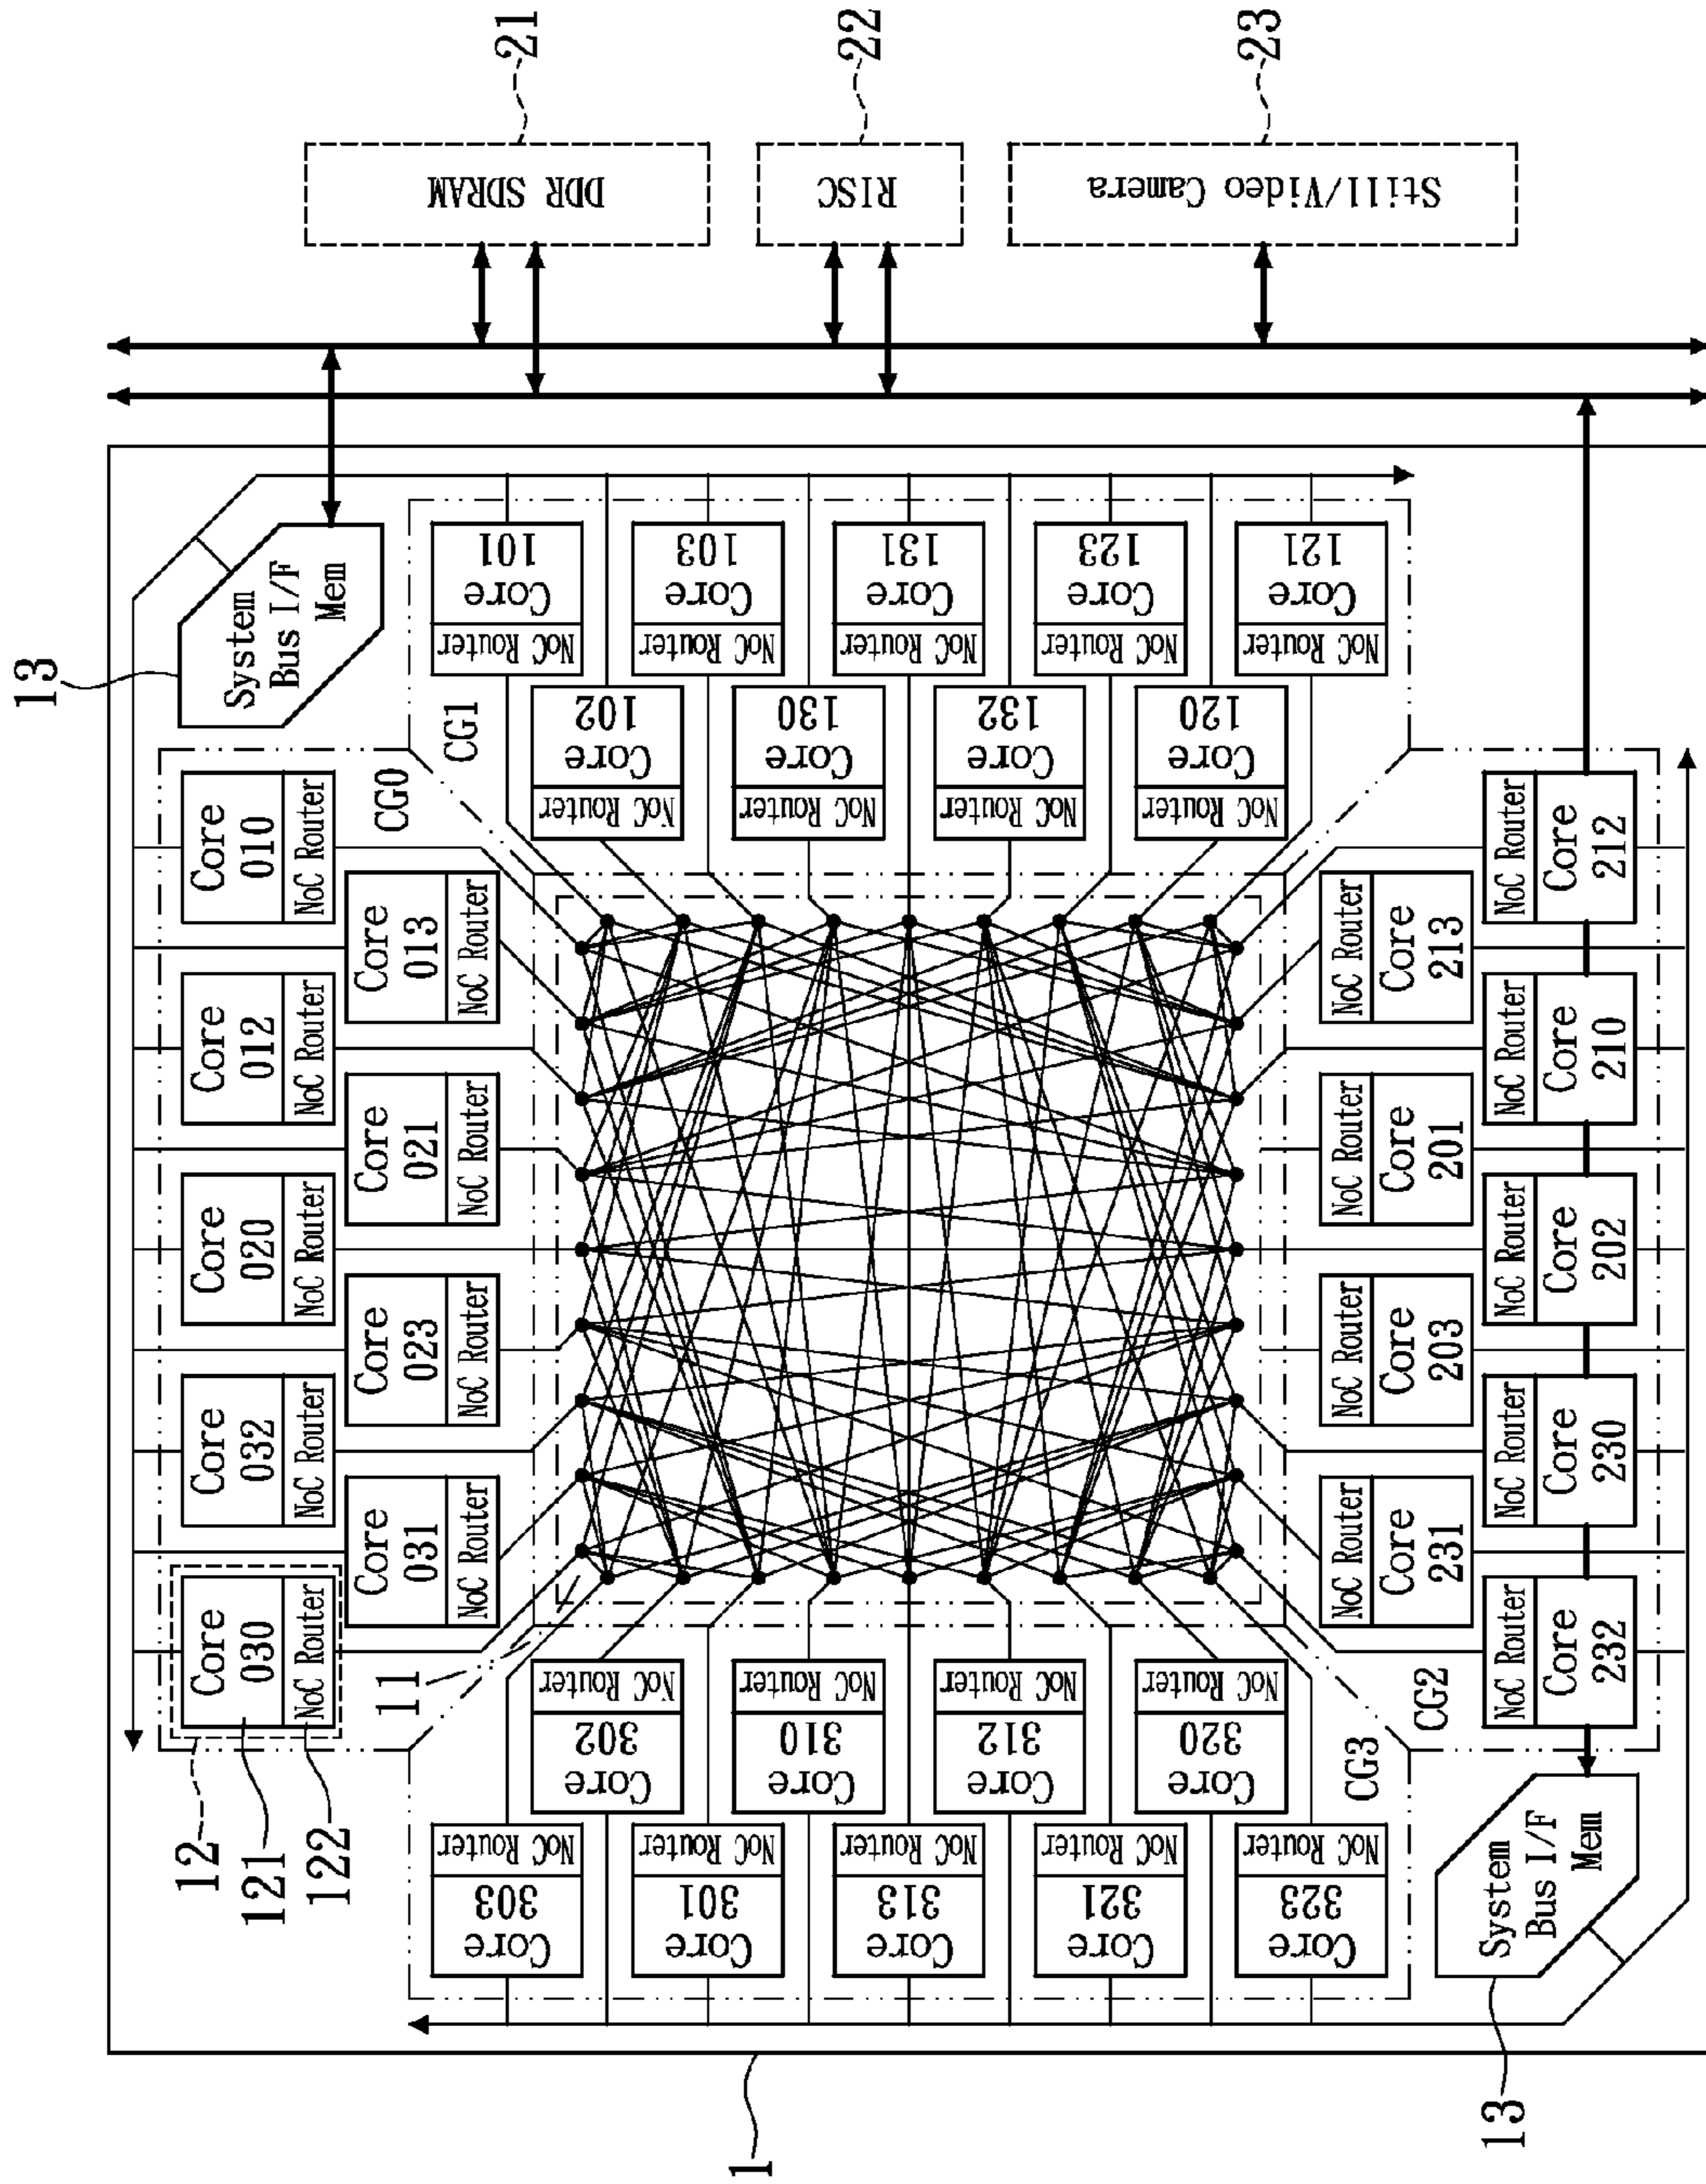 1
12
121
122
11
13
System
Bus I/F
Mem
Core
030
NoC Router
Core
032
NoC Router
Core
020
NoC Router
Core
012
NoC Router
Core
010
NoC Router
Core
031
NoC Router
Core
023
NoC Router
Core
021
NoC Router
Core
013
NoC Router
CG0
CG1
Core
101
NoC Router
Core
103
NoC Router
Core
131
NoC Router
Core
123
NoC Router
Core
121
NoC Router
Core
102
NoC Router
Core
130
NoC Router
Core
132
NoC Router
Core
120
NoC Router
Core
302
NoC Router
Core
310
NoC Router
Core
312
NoC Router
Core
320
NoC Router
Core
303
NoC Router
Core
301
NoC Router
Core
313
NoC Router
Core
321
NoC Router
Core
323
NoC Router
CG3
CG2
NoC Router
Core
231
NoC Router
Core
203
NoC Router
Core
201
NoC Router
Core
213
NoC Router
Core
232
NoC Router
Core
230
NoC Router
Core
202
NoC Router
Core
210
NoC Router
Core
212
13
System
Bus I/F
Mem
DDR SDRAM
21
RISC
22
Still/Video Camera
23